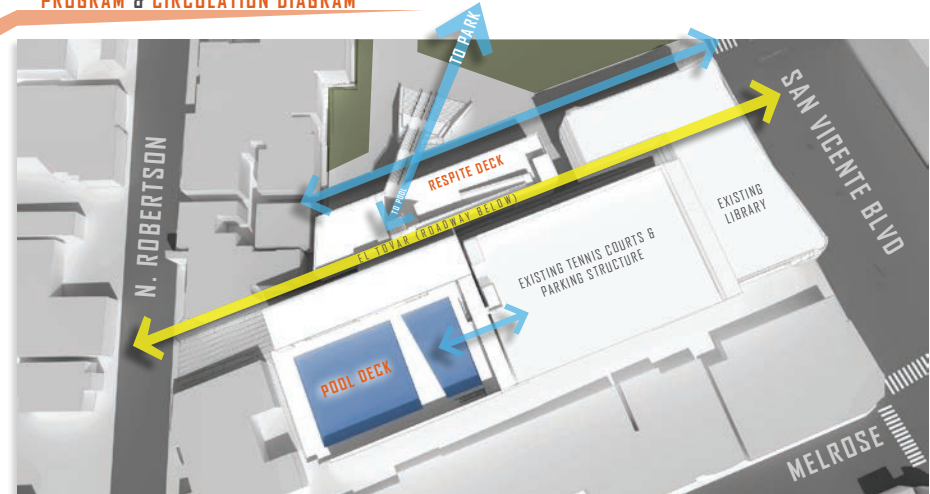 PROGRAM & CIRCULATION DIAGRAM
TO PARK
SAN VICENTE BLVD
N. ROBERTSON
RESPITE DECK
TO POOL
EL TOVAR (ROADWAY BELOW)
EXISTING
LIBRARY
EXISTING TENNIS COURTS &
PARKING STRUCTURE
POOL DECK
MELROSE